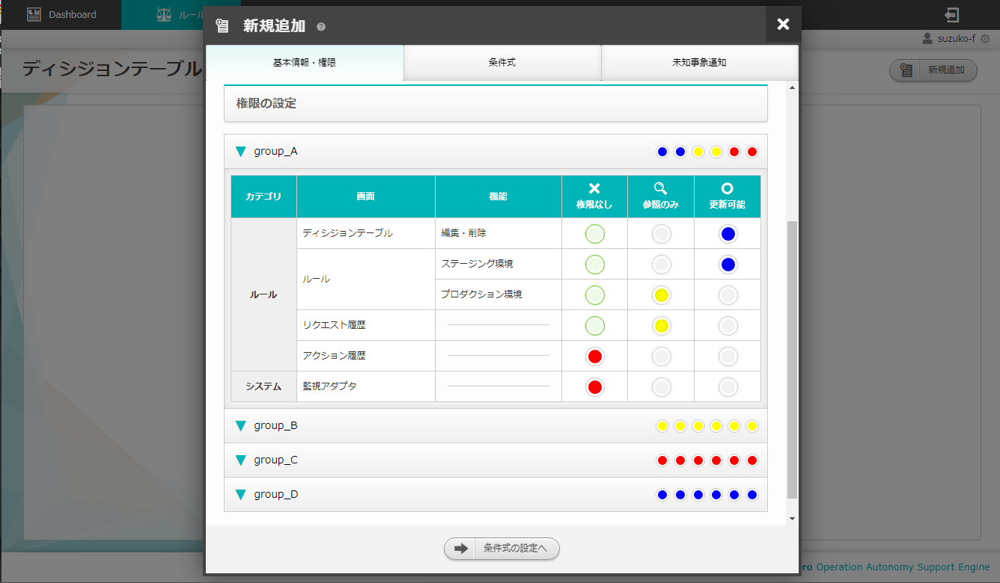 Dashboard
ルール
新規追加
suzuko-f
ディシジョンテーブル
新規追加
基本情報・権限
条件式
未知事象通知
権限の設定
group_A
カテゴリ
画面
機能
権限なし
参照のみ
更新可能
ルール
ディシジョンテーブル
編集・削除
ルール
ステージング環境
プロダクション環境
リクエスト履歴
アクション履歴
システム
監視アダプタ
group_B
group_C
group_D
条件式の設定へ
ro Operation Autonomy Support Engine